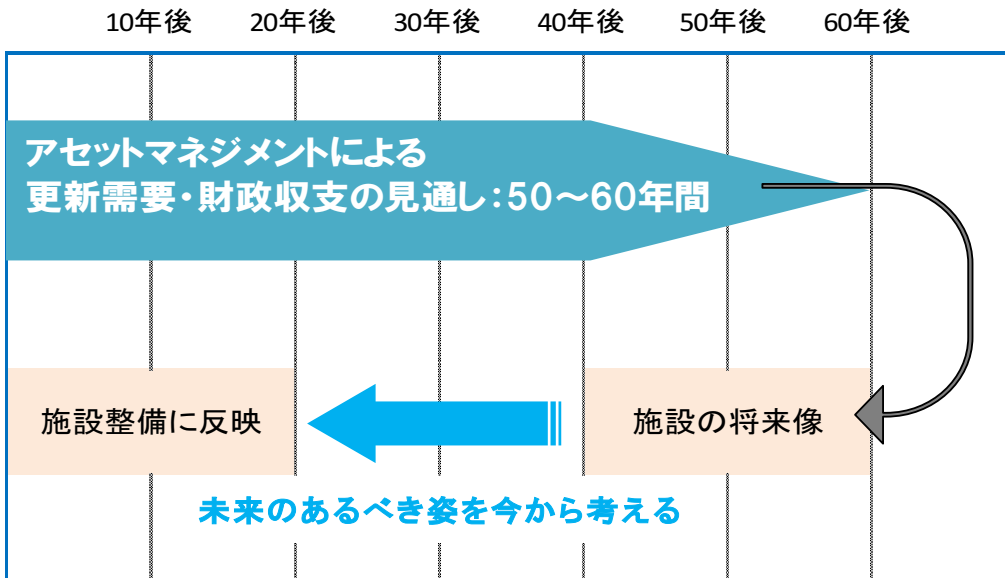 10年後 20年後 30年後 40年後 50年後 60年後
アセットマネジメントによる
更新需要・財政収支の見通し：50～60年間
施設整備に反映 施設の将来像
未来のあるべき姿を今から考える